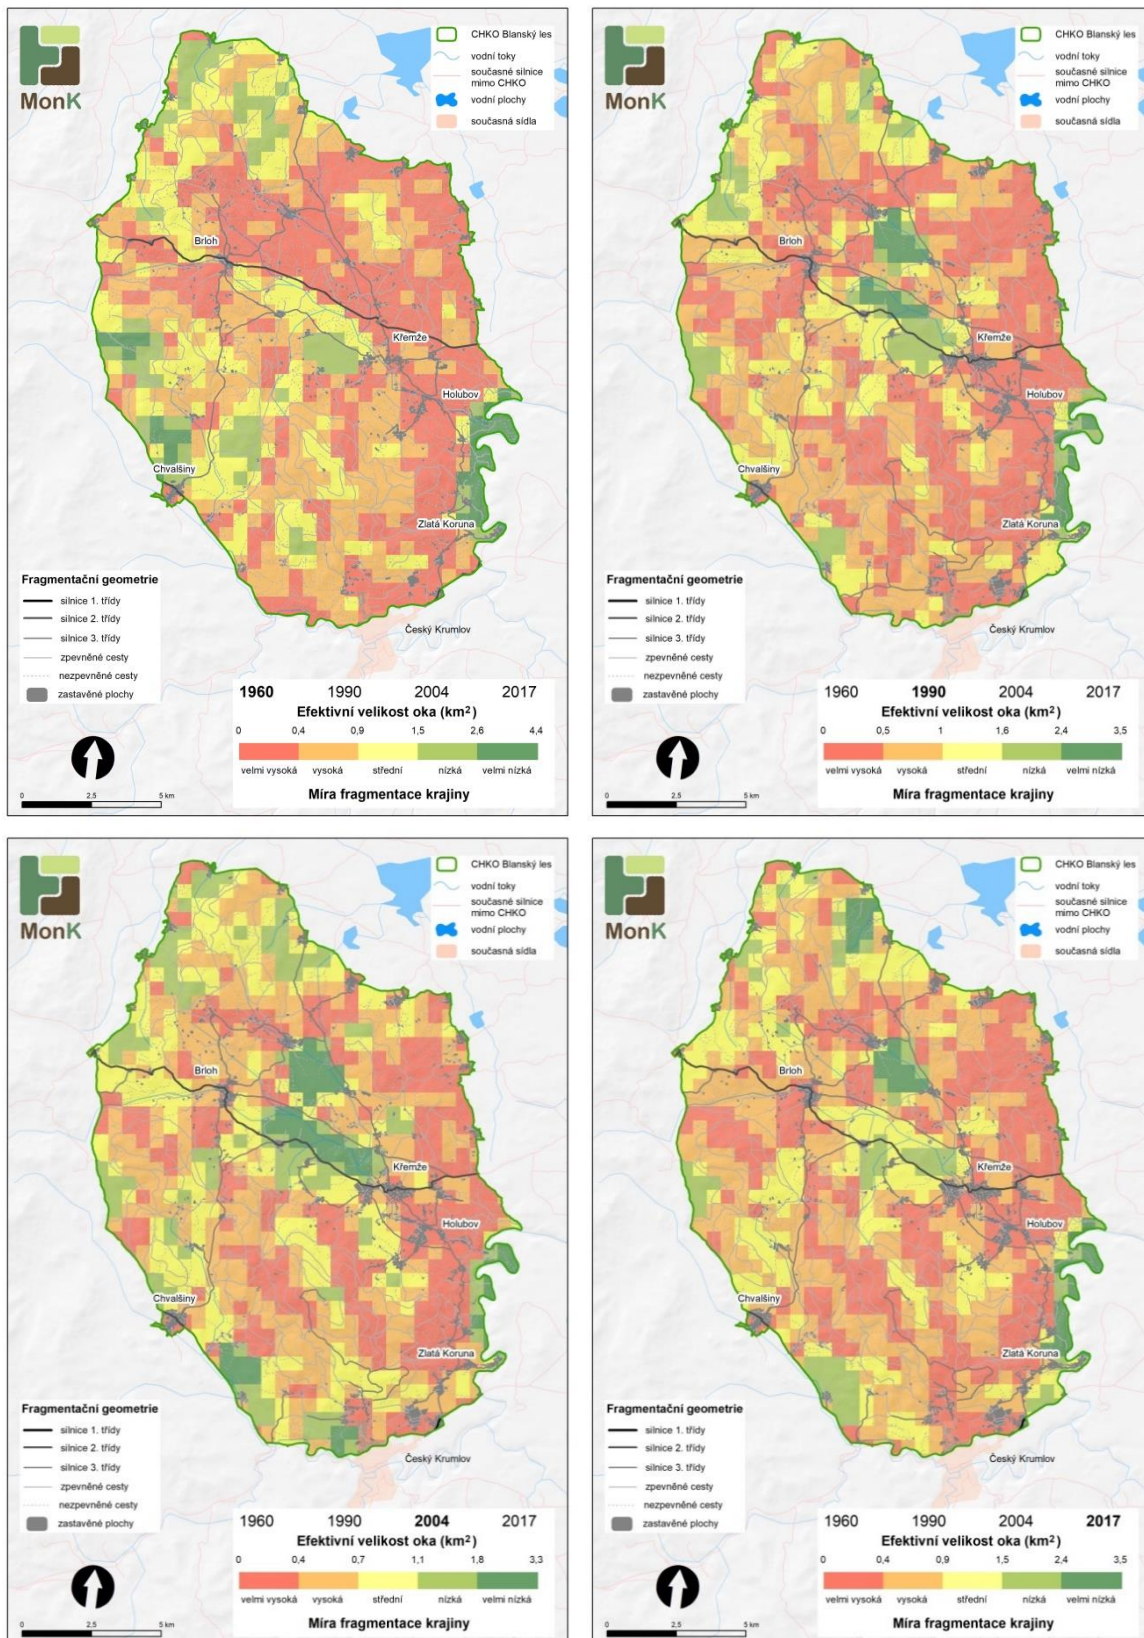 MonK
CHKO Blanský les
vodní toky
současné silnice
mimo CHKO
vodní plochy
současná sídla
Brloh
Křemže
Holubov
Chvalšiny
Zlatá Koruna
Český Krumlov
Fragmentační geometrie
silnice 1. třídy
silnice 2. třídy
silnice 3. třídy
zpevněné cesty
nezpevněné cesty
zastavěné plochy
1960 1990 2004 2017
Efektivní velikost oka (km²)
0 0,4 0,9 1,5 2,6 4,4
velmi vysoká vysoká střední nízká velmi nízká
Míra fragmentace krajiny
0 2.5 5 km
MonK
CHKO Blanský les
vodní toky
současné silnice
mimo CHKO
vodní plochy
současná sídla
Brloh
Křemže
Holubov
Chvalšiny
Zlatá Koruna
Český Krumlov
Fragmentační geometrie
silnice 1. třídy
silnice 2. třídy
silnice 3. třídy
zpevněné cesty
nezpevněné cesty
zastavěné plochy
1960 1990 2004 2017
Efektivní velikost oka (km²)
0 0,5 1 1,6 2,4 3,5
velmi vysoká vysoká střední nízká velmi nízká
Míra fragmentace krajiny
0 2.5 5 km
MonK
CHKO Blanský les
vodní toky
současné silnice
mimo CHKO
vodní plochy
současná sídla
Brloh
Křemže
Holubov
Chvalšiny
Zlatá Koruna
Český Krumlov
Fragmentační geometrie
silnice 1. třídy
silnice 2. třídy
silnice 3. třídy
zpevněné cesty
nezpevněné cesty
zastavěné plochy
1960 1990 2004 2017
Efektivní velikost oka (km²)
0 0,4 0,7 1,1 1,8 3,3
velmi vysoká vysoká střední nízká velmi nízká
Míra fragmentace krajiny
0 2.5 5 km
MonK
CHKO Blanský les
vodní toky
současné silnice
mimo CHKO
vodní plochy
současná sídla
Brloh
Křemže
Holubov
Chvalšiny
Zlatá Koruna
Český Krumlov
Fragmentační geometrie
silnice 1. třídy
silnice 2. třídy
silnice 3. třídy
zpevněné cesty
nezpevněné cesty
zastavěné plochy
1960 1990 2004 2017
Efektivní velikost oka (km²)
0 0,4 0,9 1,5 2,4 3,5
velmi vysoká vysoká střední nízká velmi nízká
Míra fragmentace krajiny
0 2.5 5 km